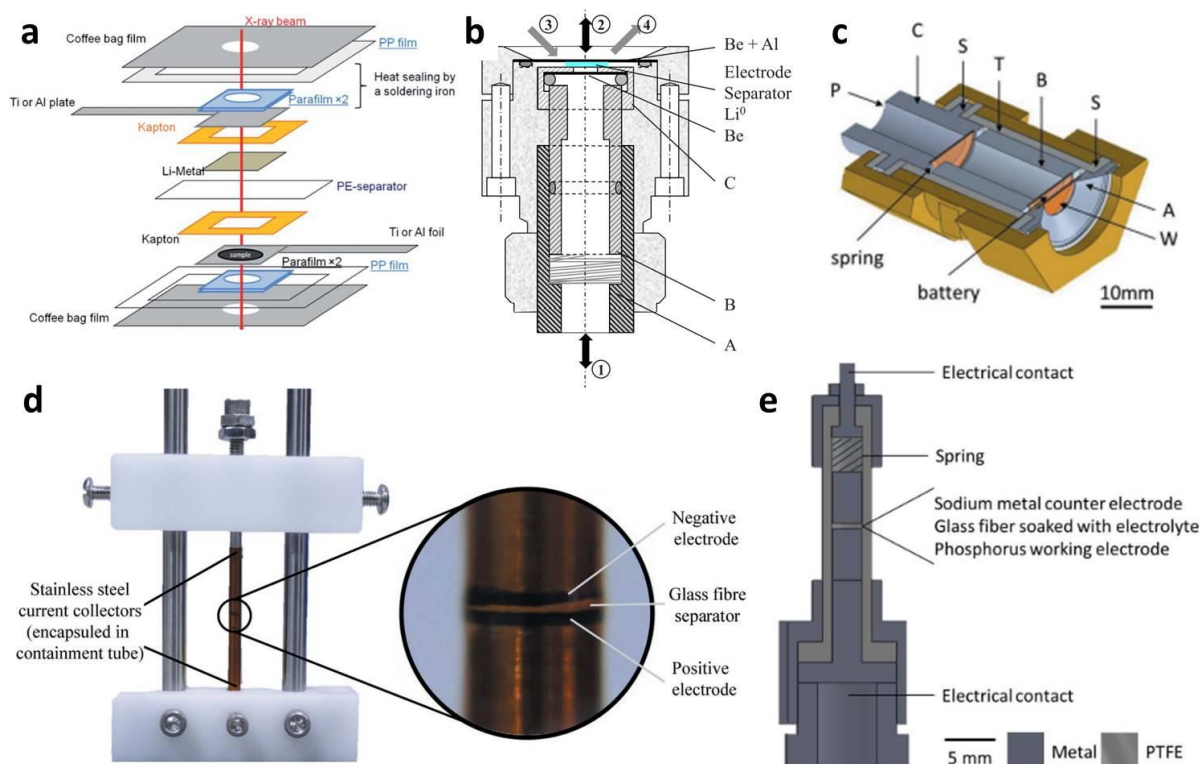 a
X-ray beam
Coffee bag film
PP film
Heat sealing by
a soldering iron
Ti or Al plate
Parafilm ×2
Kapton
Li-Metal
PE-separator
Kapton
Ti or Al foil
sample
Parafilm ×2
PP film
Coffee bag film
b
3
2
4
Be + Al
Electrode
Separator
Li⁰
Be
C
B
A
1
c
C
S
T
B
S
P
A
W
spring
battery
10mm
d
Stainless steel
current collectors
(encapsuled in
containment tube)
Negative
electrode
Glass fibre
separator
Positive
electrode
e
Electrical contact
Spring
Sodium metal counter electrode
Glass fiber soaked with electrolyte
Phosphorus working electrode
Electrical contact
5 mm
Metal
PTFE